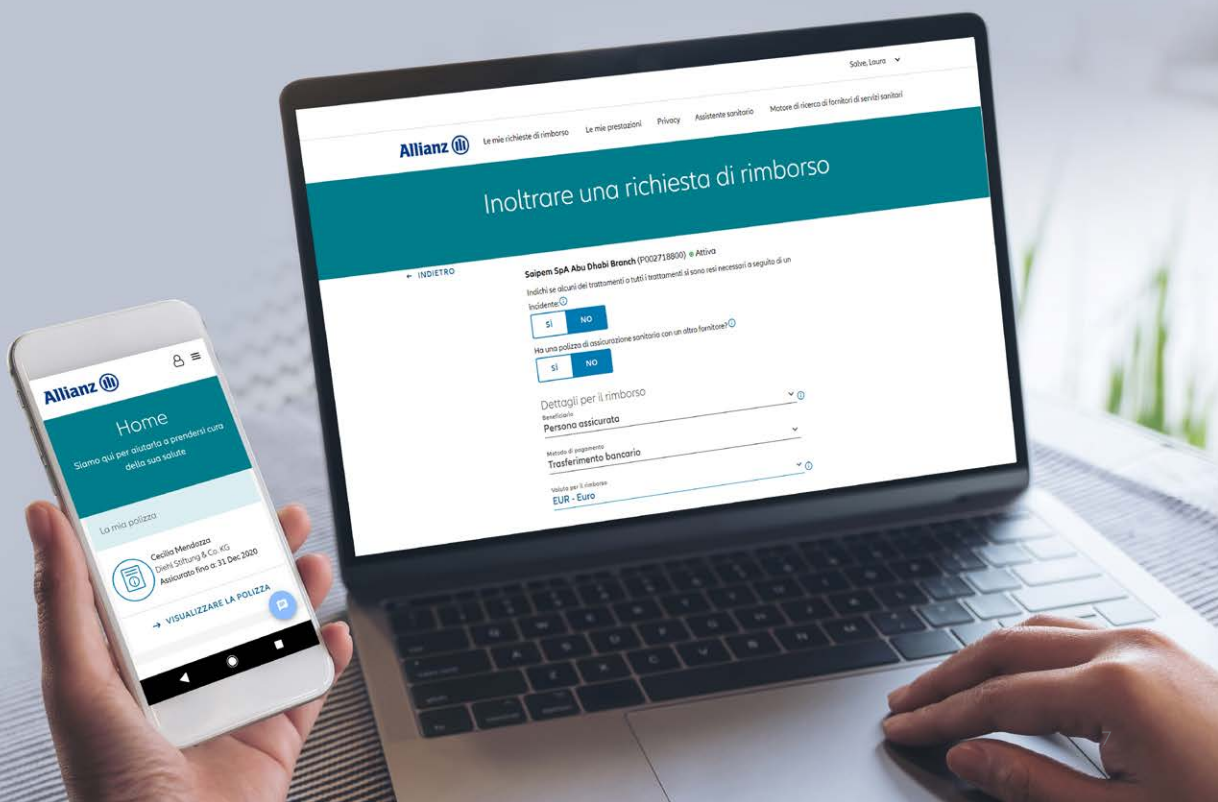 Salve, Laura
Allianz
Le mie richieste di rimborso
Le mie prestazioni
Privacy
Assistente sanitario
Motore di ricerca di fornitori di servizi sanitari
Inoltrare una richiesta di rimborso
← INDIETRO
Saipem SpA Abu Dhabi Branch (P002718800) Attiva
Indichi se alcuni dei trattamenti o tutti i trattamenti si sono resi necessari a seguito di un
incidente:
SÌ NO
Ha una polizza di assicurazione sanitaria con un altro fornitore?
SÌ NO
Dettagli per il rimborso
Beneficiario
Persona assicurata
Metodo di pagamento
Trasferimento bancario
Valuta per il rimborso
EUR - Euro
Allianz
Home
Siamo qui per aiutarla a prendersi cura
della sua salute
La mia polizza
Cecilia Mendozza
Diehl Stiftung & Co. KG
Assicurato fino a: 31 Dec 2020
→ VISUALIZZARE LA POLIZZA